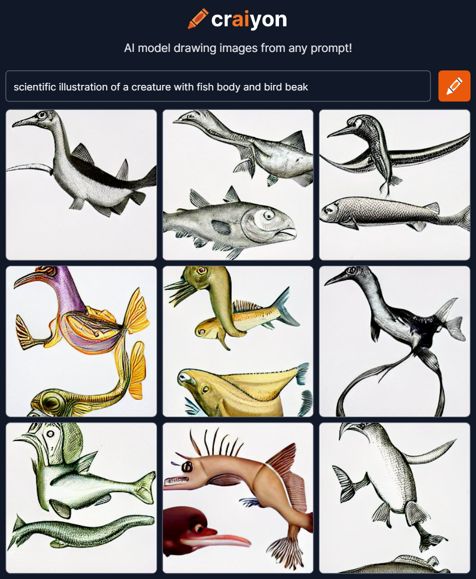 craiyon
AI model drawing images from any prompt!
scientific illustration of a creature with fish body and bird beak